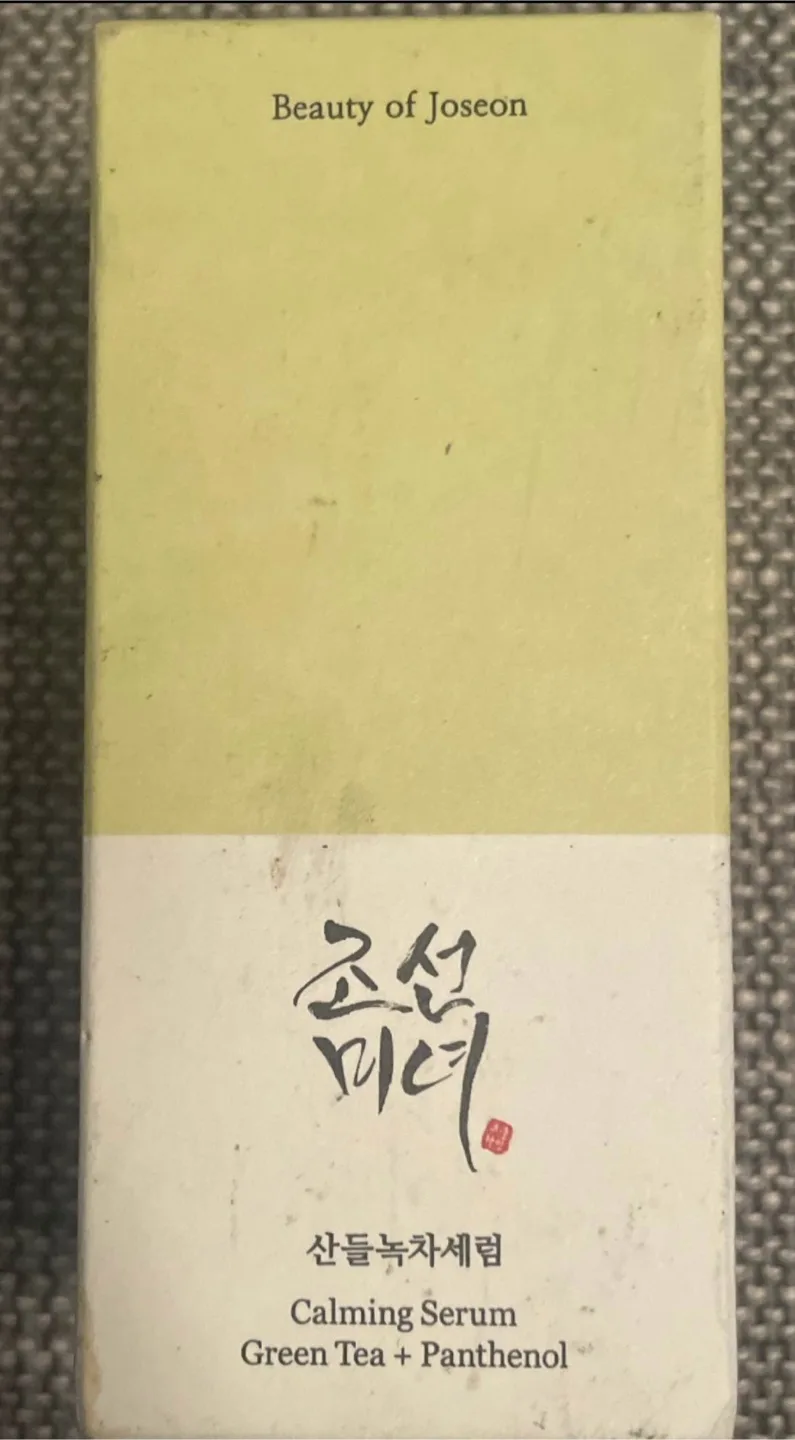 Beauty of Joseon
조선
미녀
산들녹차세럼
Calming Serum
Green Tea + Panthenol